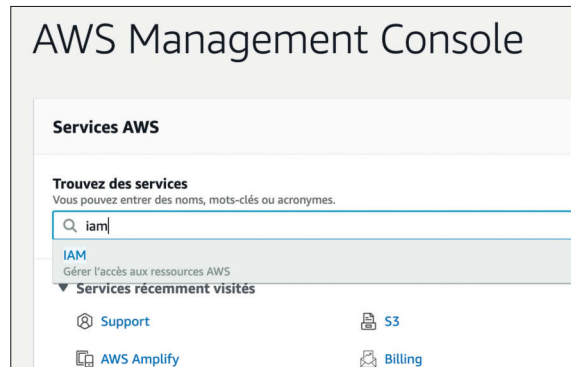 AWS Management Console
Services AWS
Trouvez des services
Vous pouvez entrer des noms, mots-clés ou acronymes.
iam
IAM
Gérer l'accès aux ressources AWS
Services récemment visités
Support
S3
AWS Amplify
Billing